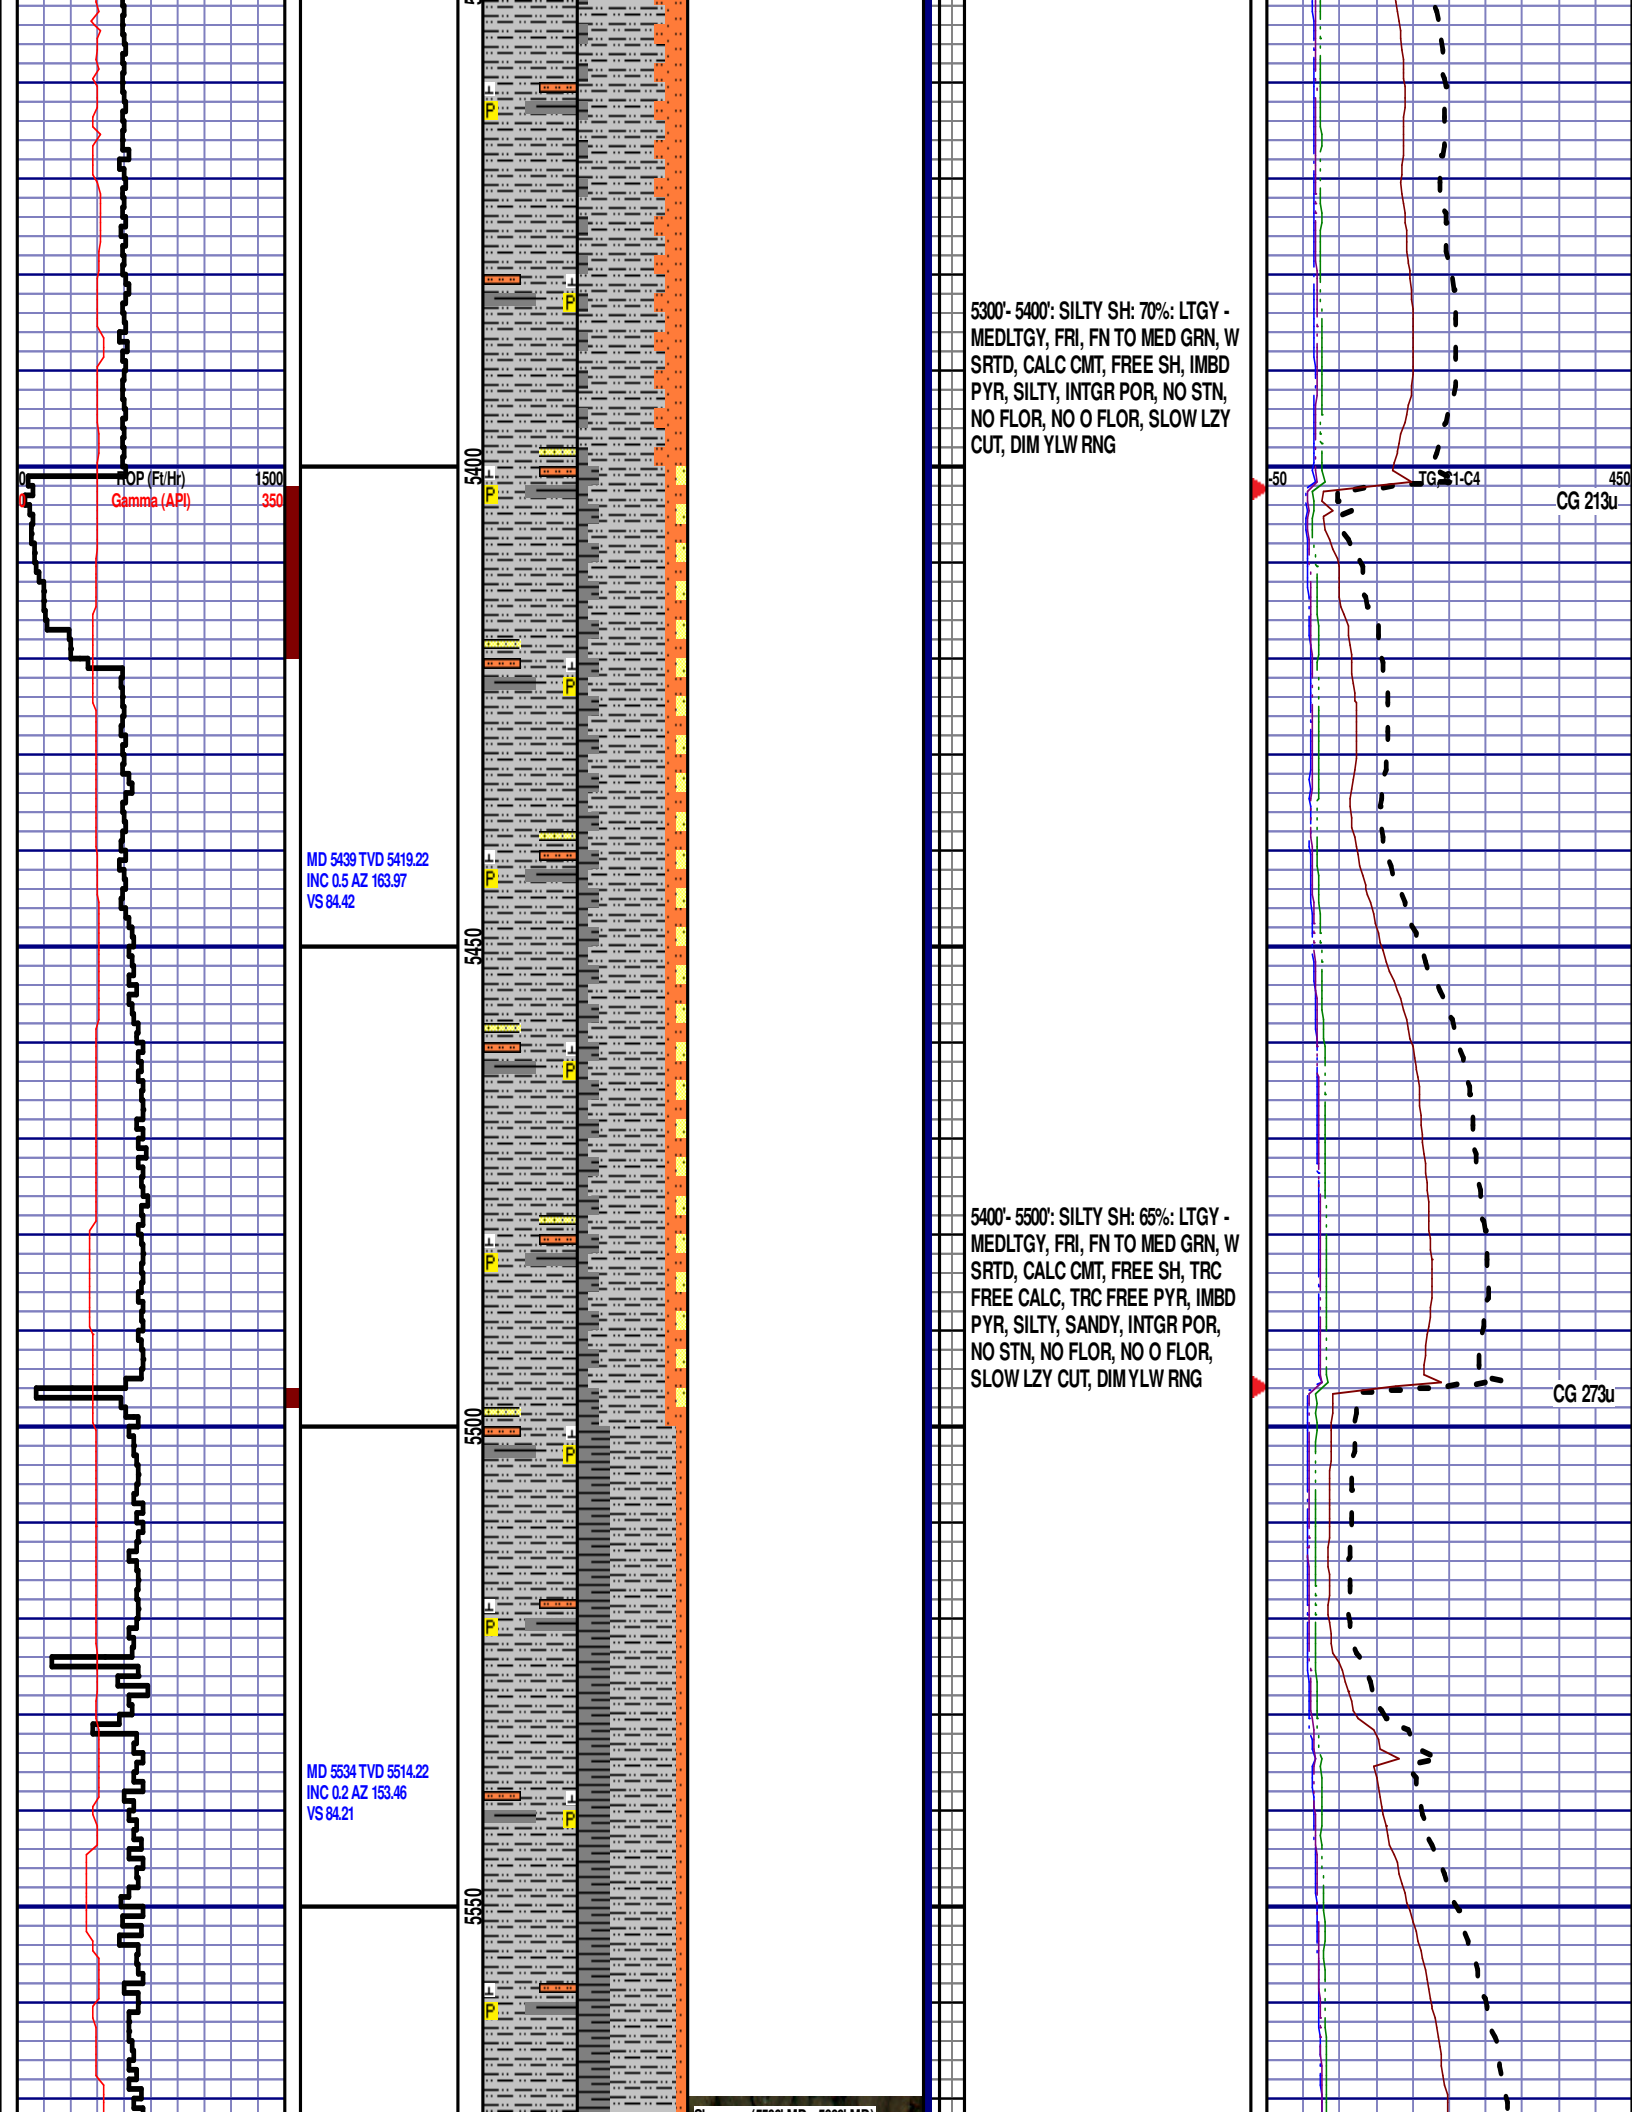 5300'- 5400': SILTY SH: 70%: LTGY -
MEDLTGY, FRI, FN TO MED GRN, W
SRTD, CALC CMT, FREE SH, IMBD
PYR, SILTY, INTGR POR, NO STN,
NO FLOR, NO O FLOR, SLOW LZY
CUT, DIM YLW RNG
5400
0 ROP (Ft/Hr) 1500
0 Gamma (API) 350
-50 TG, C1-C4 450
CG 213u
MD 5439 TVD 5419.22
INC 0.5 AZ 163.97
VS 84.42
5450
5400'- 5500': SILTY SH: 65%: LTGY -
MEDLTGY, FRI, FN TO MED GRN, W
SRTD, CALC CMT, FREE SH, TRC
FREE CALC, TRC FREE PYR, IMBD
PYR, SILTY, SANDY, INTGR POR,
NO STN, NO FLOR, NO O FLOR,
SLOW LZY CUT, DIM YLW RNG
CG 273u
5500
MD 5534 TVD 5514.22
INC 0.2 AZ 153.46
VS 84.21
5550
P
P
P
P
P
P
P
P
P
P
P